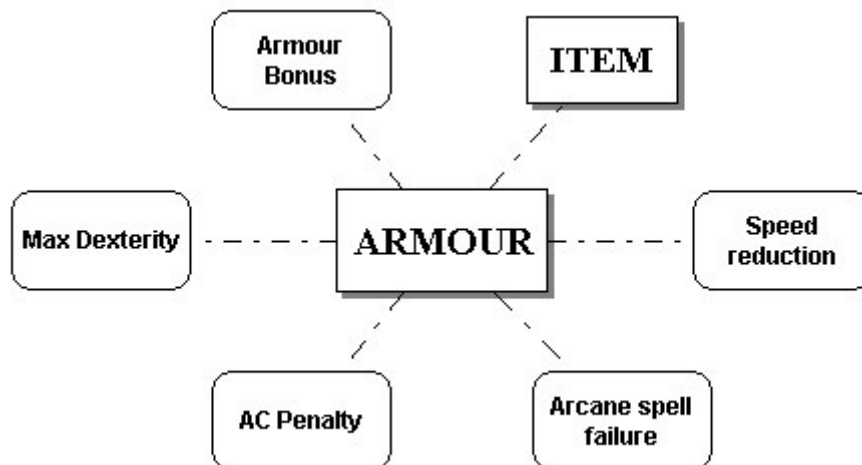 Armour
Bonus
ITEM
Max Dexterity
ARMOUR
Speed
reduction
AC Penalty
Arcane spell
failure